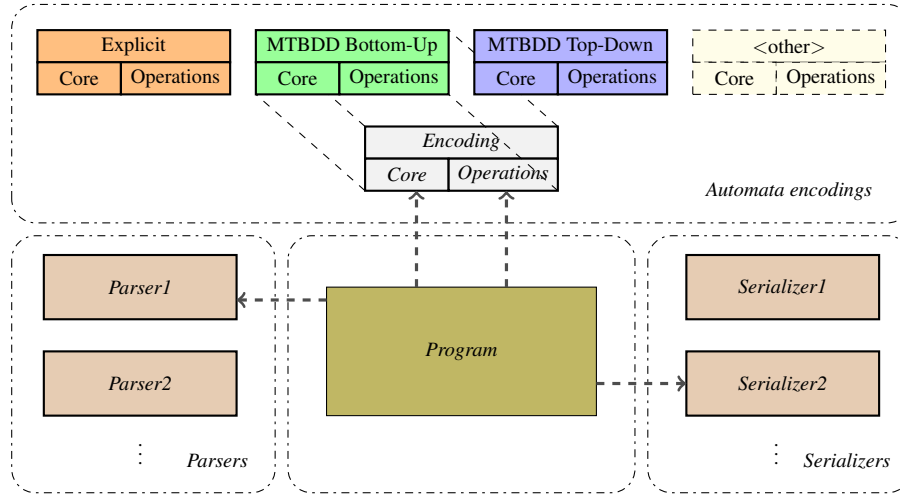 Explicit
Core Operations
MTBDD Bottom-Up
Core Operations
MTBDD Top-Down
Core Operations
<other>
Core Operations
Encoding
Core Operations
Automata encodings
Parser1
Parser2
⋮
Parsers
Program
Serializer1
Serializer2
⋮
Serializers